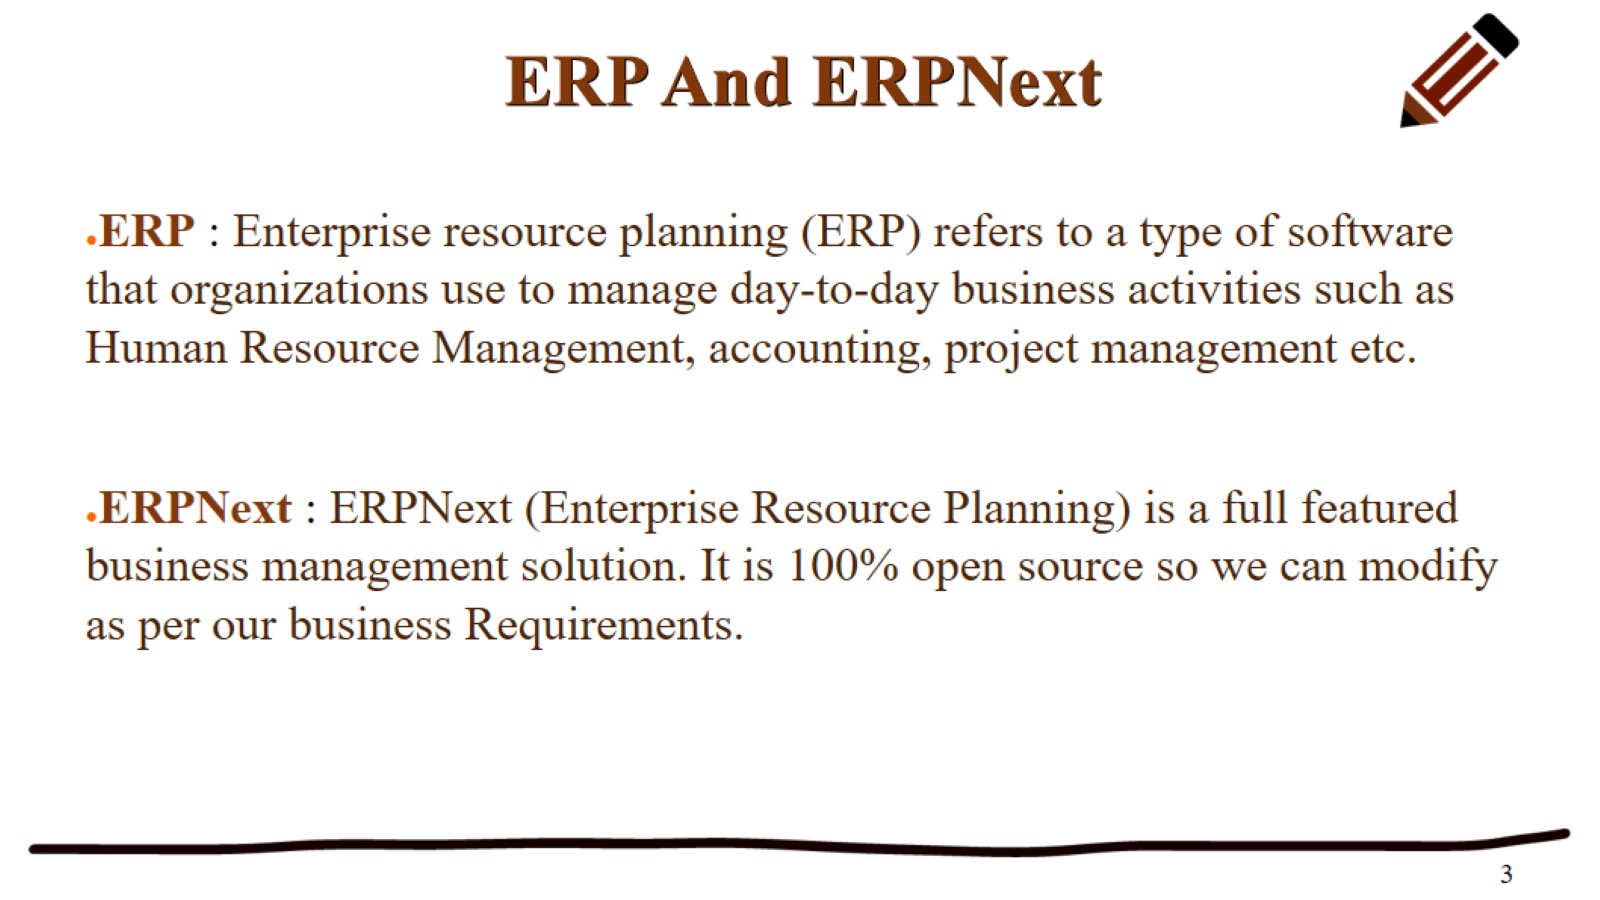 ERP And ERPNext
•ERP : Enterprise resource planning (ERP) refers to a type of software
that organizations use to manage day-to-day business activities such as
Human Resource Management, accounting, project management etc.
•ERPNext : ERPNext (Enterprise Resource Planning) is a full featured
business management solution. It is 100% open source so we can modify
as per our business Requirements.
3